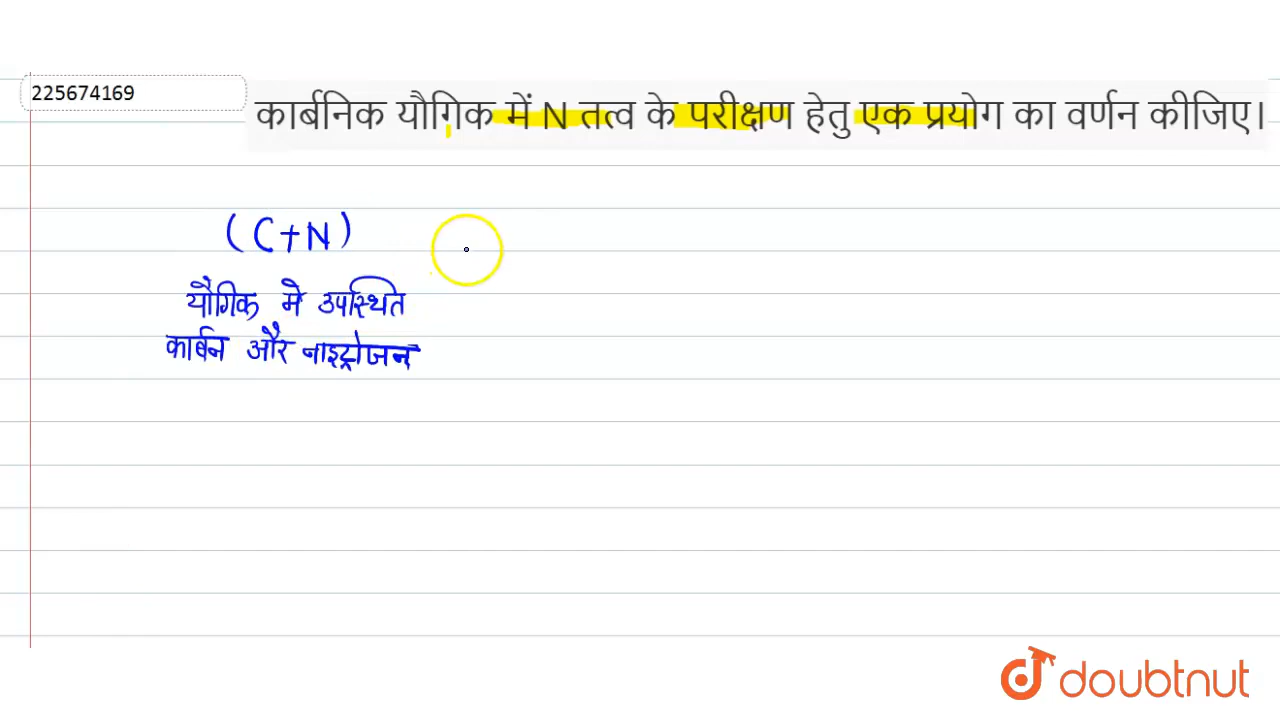 225674169
कार्बनिक यौगिक में N तत्व के परीक्षण हेतु एक प्रयोग का वर्णन कीजिए।
(C+N)
यौगिक मे उपस्थित
कार्बन और नाइट्रोजन
doubtnut